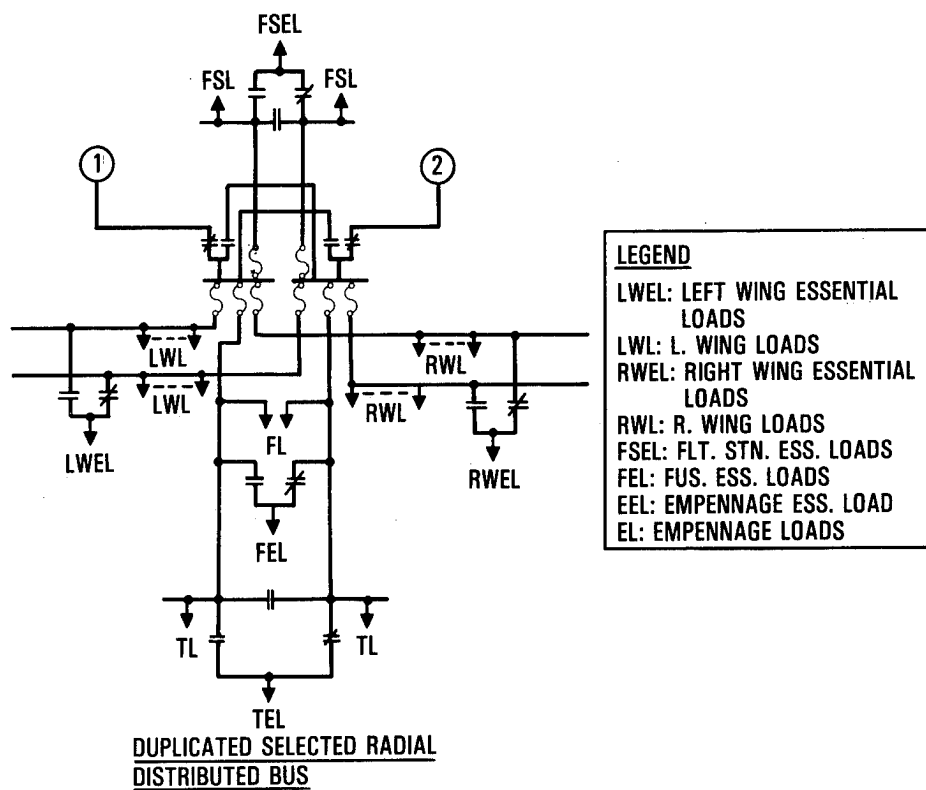 FSEL
FSL
FSL
1
2
LWL
RWL
LWL
RWL
FL
LWEL
RWEL
FEL
TL
TL
TEL
DUPLICATED SELECTED RADIAL
DISTRIBUTED BUS
LEGEND
LWEL: LEFT WING ESSENTIAL
LOADS
LWL: L. WING LOADS
RWEL: RIGHT WING ESSENTIAL
LOADS
RWL: R. WING LOADS
FSEL: FLT. STN. ESS. LOADS
FEL: FUS. ESS. LOADS
EEL: EMPENNAGE ESS. LOAD
EL: EMPENNAGE LOADS